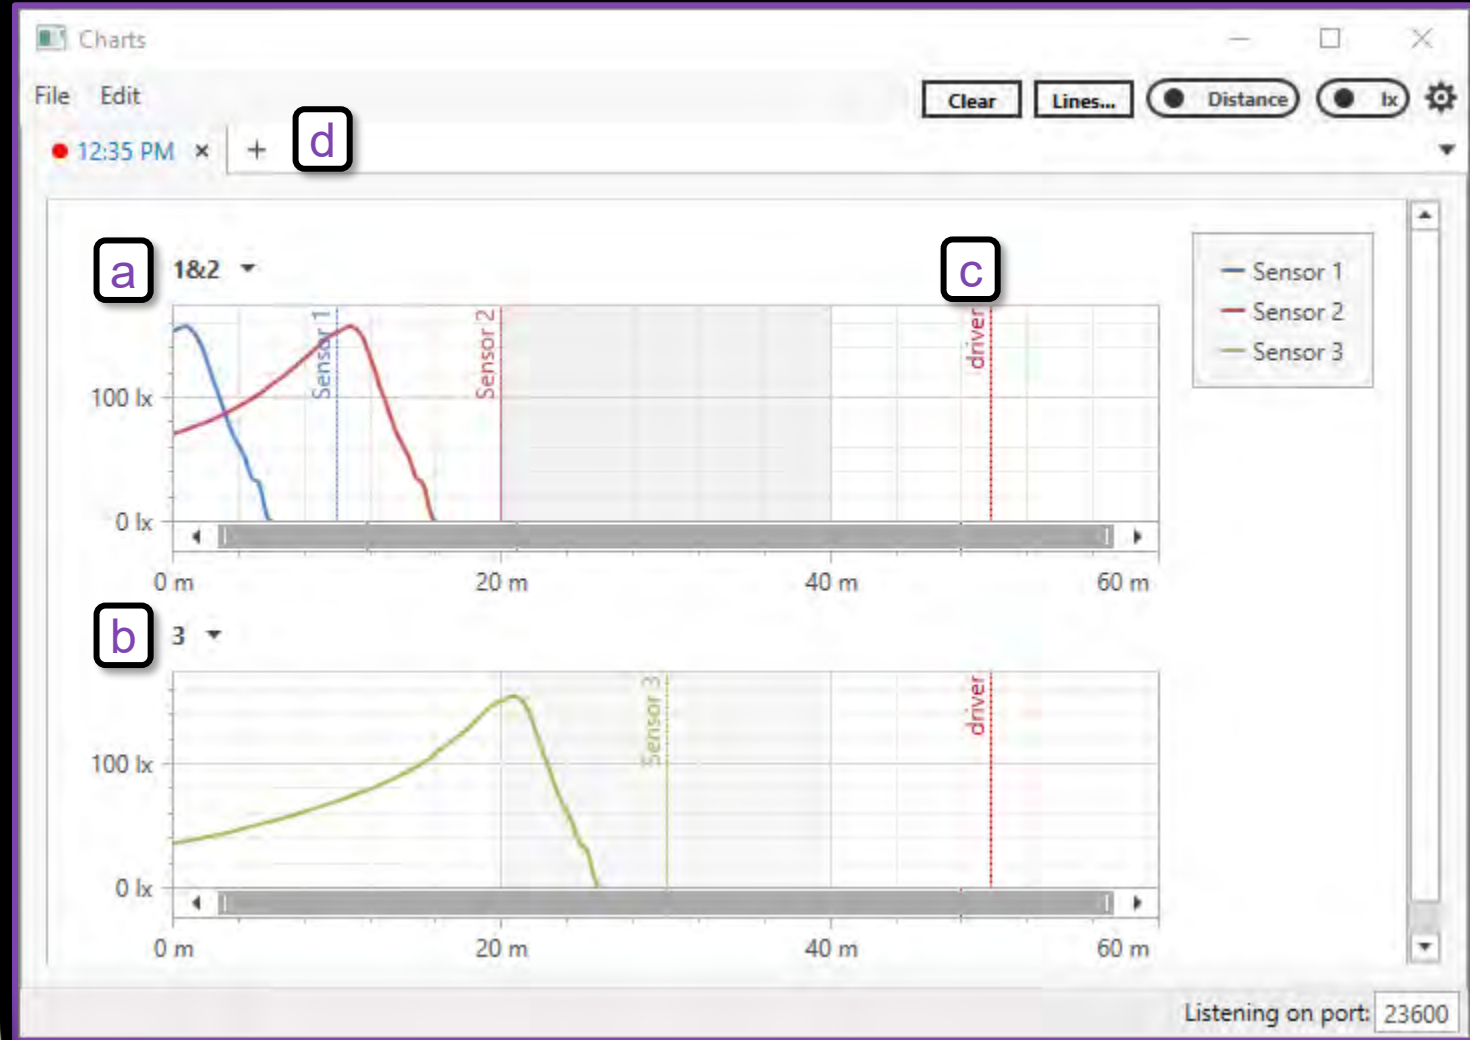 Charts
File Edit
Clear Lines... Distance lx
12:35 PM × +
d
a
1&2
c
Sensor 1
Sensor 2
driver
Sensor 1
Sensor 2
Sensor 3
100 lx
0 lx
0 m 20 m 40 m 60 m
b
3
Sensor 3
driver
100 lx
0 lx
0 m 20 m 40 m 60 m
Listening on port: 23600